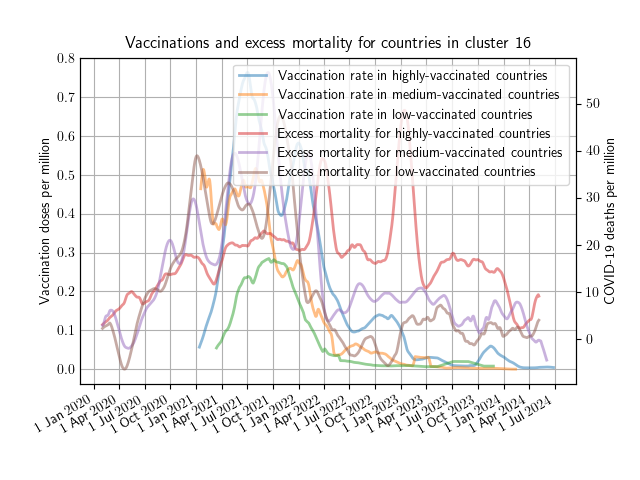 Vaccinations and excess mortality for countries in cluster 16
Vaccination rate in highly-vaccinated countries
Vaccination rate in medium-vaccinated countries
Vaccination rate in low-vaccinated countries
Excess mortality for highly-vaccinated countries
Excess mortality for medium-vaccinated countries
Excess mortality for low-vaccinated countries
Vaccination doses per million
0.8
0.7
0.6
0.5
0.4
0.3
0.2
0.1
0.0
COVID-19 deaths per million
50
40
30
20
10
0
1 Jan 2020
1 Apr 2020
1 Jul 2020
1 Oct 2020
1 Jan 2021
1 Apr 2021
1 Jul 2021
1 Oct 2021
1 Jan 2022
1 Apr 2022
1 Jul 2022
1 Oct 2022
1 Jan 2023
1 Apr 2023
1 Jul 2023
1 Oct 2023
1 Jan 2024
1 Apr 2024
1 Jul 2024